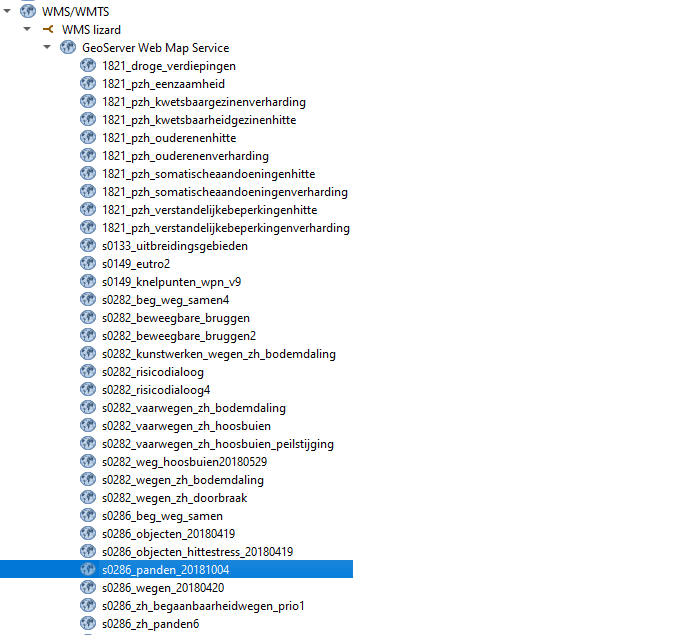 WMS/WMTS
WMS lizard
GeoServer Web Map Service
1821_droge_verdiepingen
1821_pzh_eenzaamheid
1821_pzh_kwetsbaargezinenverharding
1821_pzh_kwetsbaarheidgezinenhitte
1821_pzh_ouderenenhitte
1821_pzh_ouderenenverharding
1821_pzh_somatischeaandoeningenhitte
1821_pzh_somatischeaandoeningenverharding
1821_pzh_verstandelijkebeperkingenhitte
1821_pzh_verstandelijkebeperkingenverharding
s0133_uitbreidingsgebieden
s0149_eutro2
s0149_knelpunten_wpn_v9
s0282_beg_weg_samen4
s0282_beweegbare_bruggen
s0282_beweegbare_bruggen2
s0282_kunstwerken_wegen_zh_bodemdaling
s0282_risicodialoog
s0282_risicodialoog4
s0282_vaarwegen_zh_bodemdaling
s0282_vaarwegen_zh_hoosbuien
s0282_vaarwegen_zh_hoosbuien_peilstijging
s0282_weg_hoosbuien20180529
s0282_wegen_zh_bodemdaling
s0282_wegen_zh_doorbraak
s0286_beg_weg_samen
s0286_objecten_20180419
s0286_objecten_hittestress_20180419
s0286_panden_20181004
s0286_wegen_20180420
s0286_zh_begaanbaarheidwegen_prio1
s0286_zh_panden6